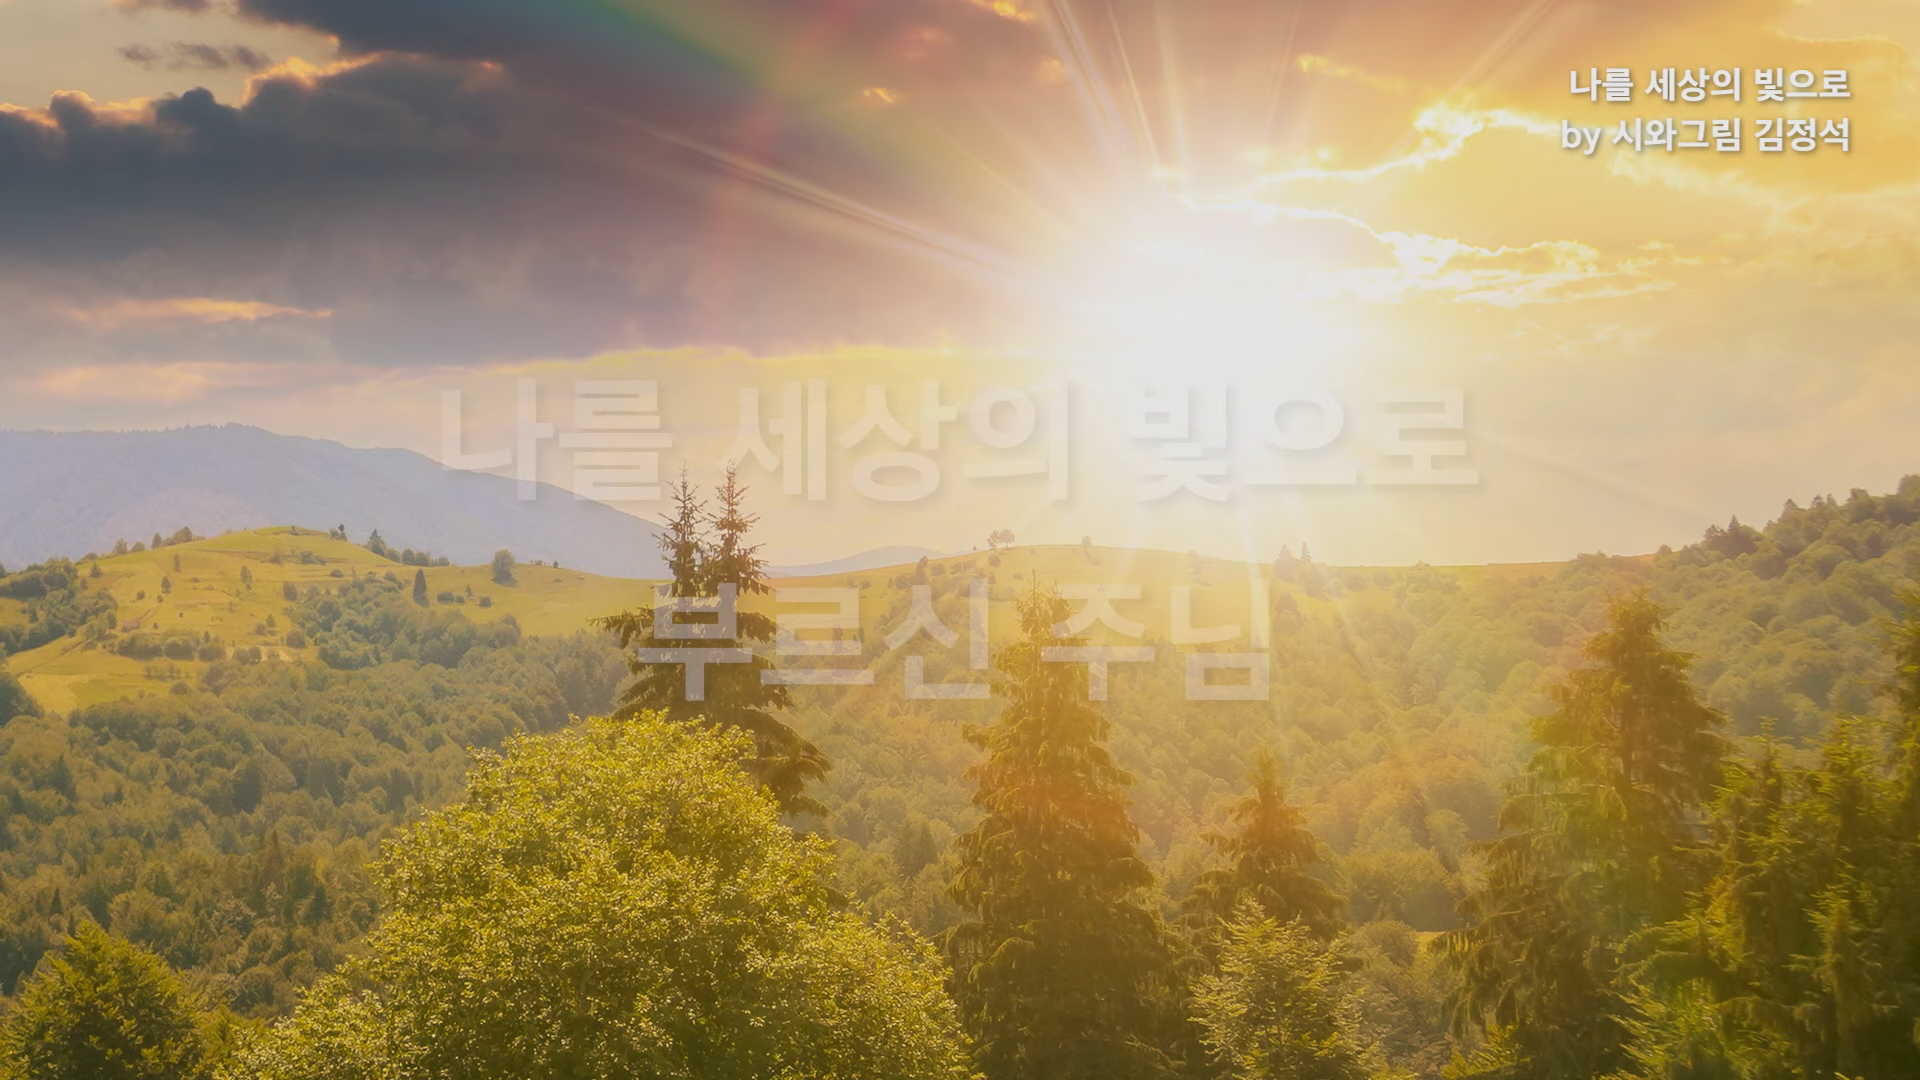 나를 세상의 빛으로
by 시와그림 김정석
나를 세상의 빛으로
부르신 주님